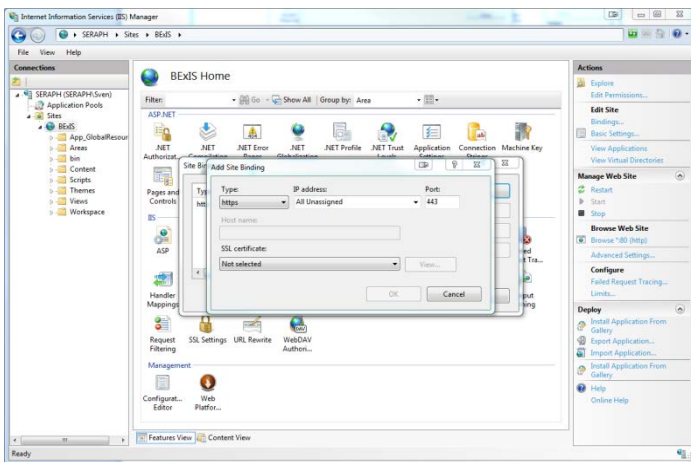 Internet Information Services (IIS) Manager
SERAPH ▸ Sites ▸ BExIS ▸
File View Help
Connections
SERAPH (SERAPH\Sven)
Application Pools
Sites
BExIS
App_GlobalResour
Areas
bin
Content
Scripts
Themes
Views
Workspace
BExIS Home
Filter: Go Show All Group by: Area
ASP.NET
.NET Authorizat...
.NET
.NET Error
.NET
.NET Profile
.NET Trust
Application
Connection
Machine Key
Pages and
Controls
Site Bi
Typ
htt
Add Site Binding
Type: IP address: Port:
https All Unassigned 443
Host name:
SSL certificate:
Not selected View...
OK Cancel
IIS
ASP
Handler
Mappings
Request
Filtering
SSL Settings
URL Rewrite
WebDAV
Authori...
Management
Configurat...
Editor
Web
Platfor...
Features View Content View
Ready
Actions
Explore
Edit Permissions...
Edit Site
Bindings...
Basic Settings...
View Applications
View Virtual Directories
Manage Web Site
Restart
Start
Stop
Browse Web Site
Browse *:80 (http)
Advanced Settings...
Configure
Failed Request Tracing...
Limits...
Deploy
Install Application From
Gallery
Export Application...
Import Application...
Install Application From
Gallery
Help
Online Help